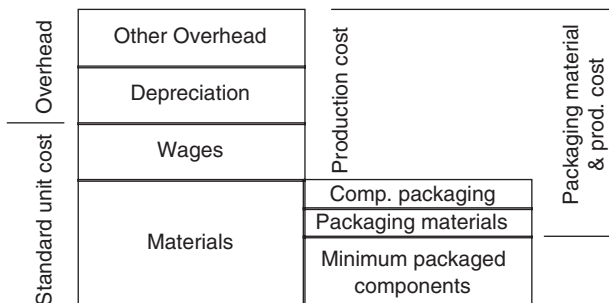 Overhead
Standard unit cost
Other Overhead
Depreciation
Wages
Materials
Production cost
Comp. packaging
Packaging materials
Minimum packaged
components
Packaging material
& prod. cost